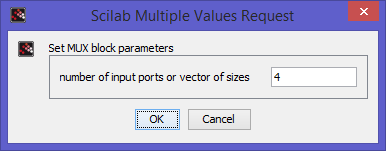 Scilab Multiple Values Request
Set MUX block parameters
number of input ports or vector of sizes 4
OK Cancel